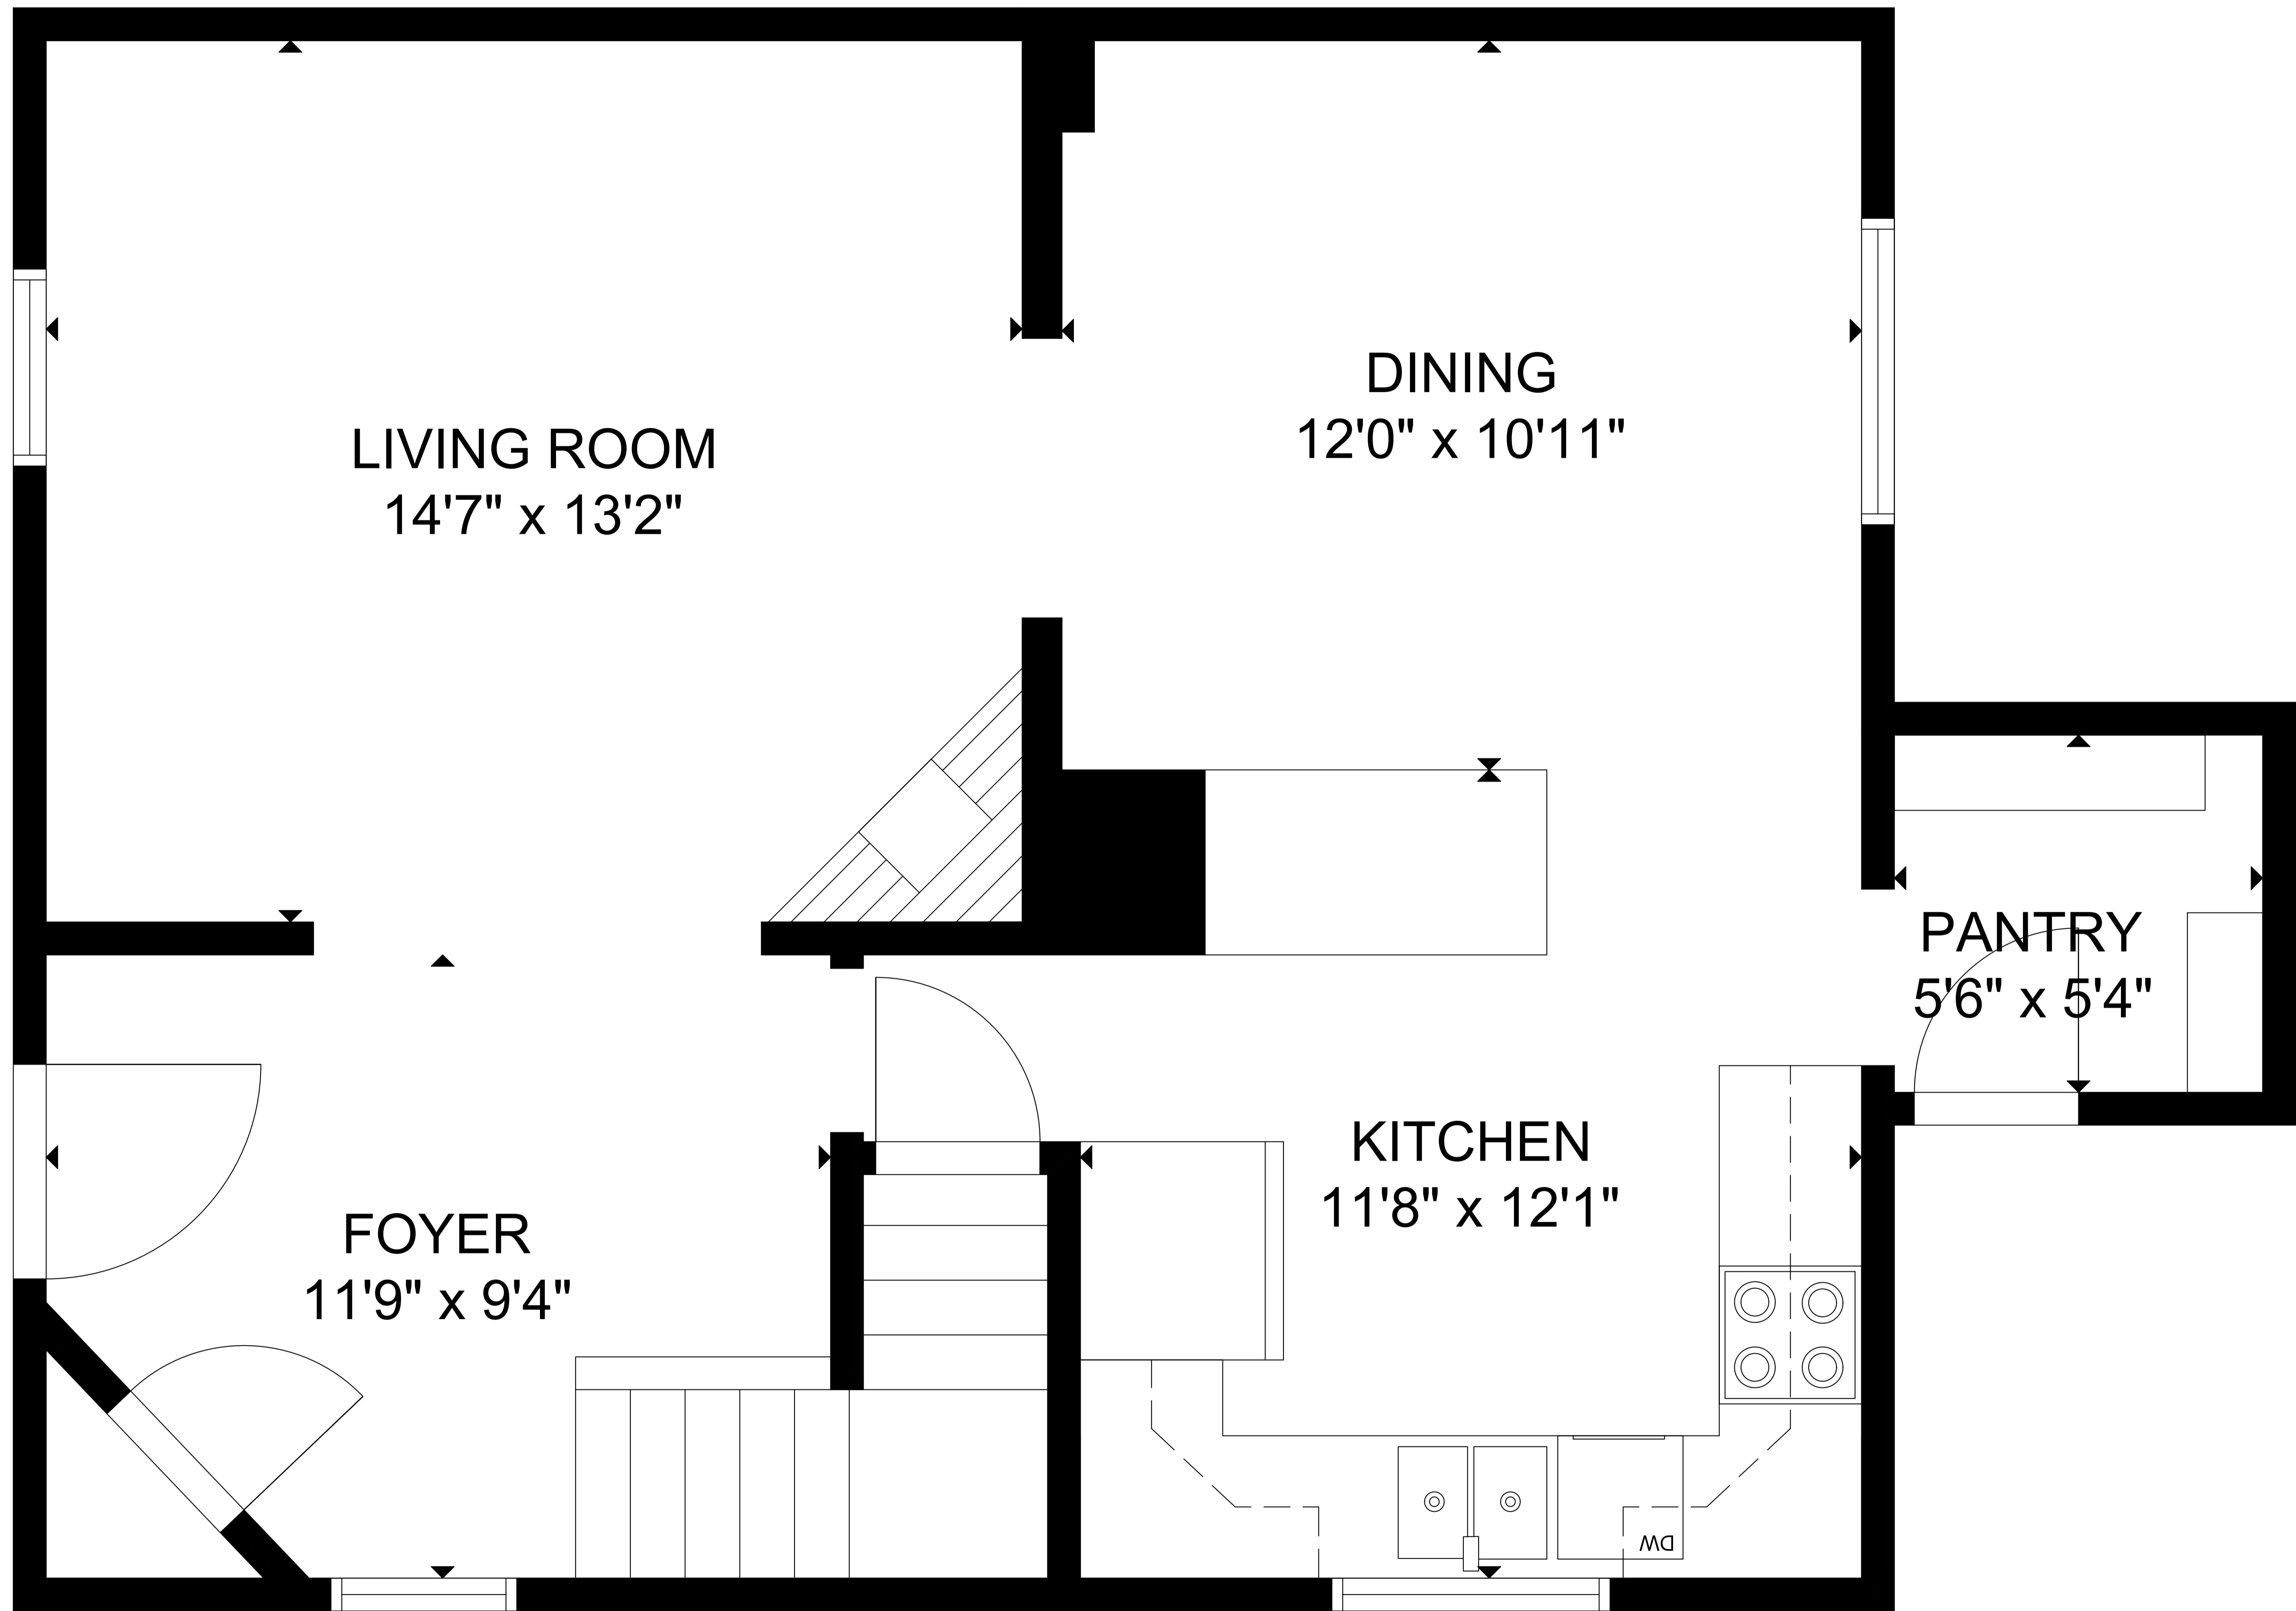 LIVING ROOM
14'7" x 13'2"
DINING
12'0" x 10'11"
PANTRY
5'6" x 5'4"
KITCHEN
11'8" x 12'1"
FOYER
11'9" x 9'4"
DW